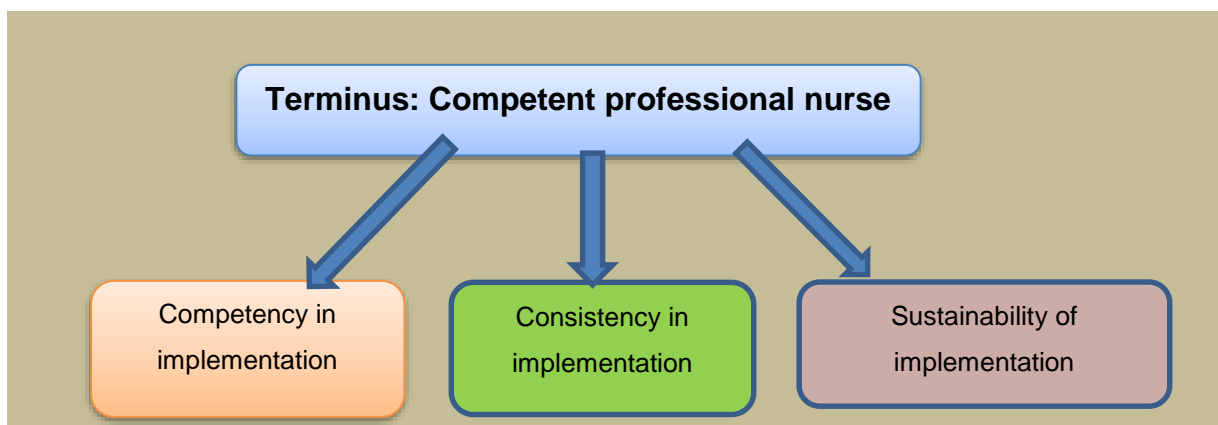 Terminus: Competent professional nurse
Competency in
implementation
Consistency in
implementation
Sustainability of
implementation